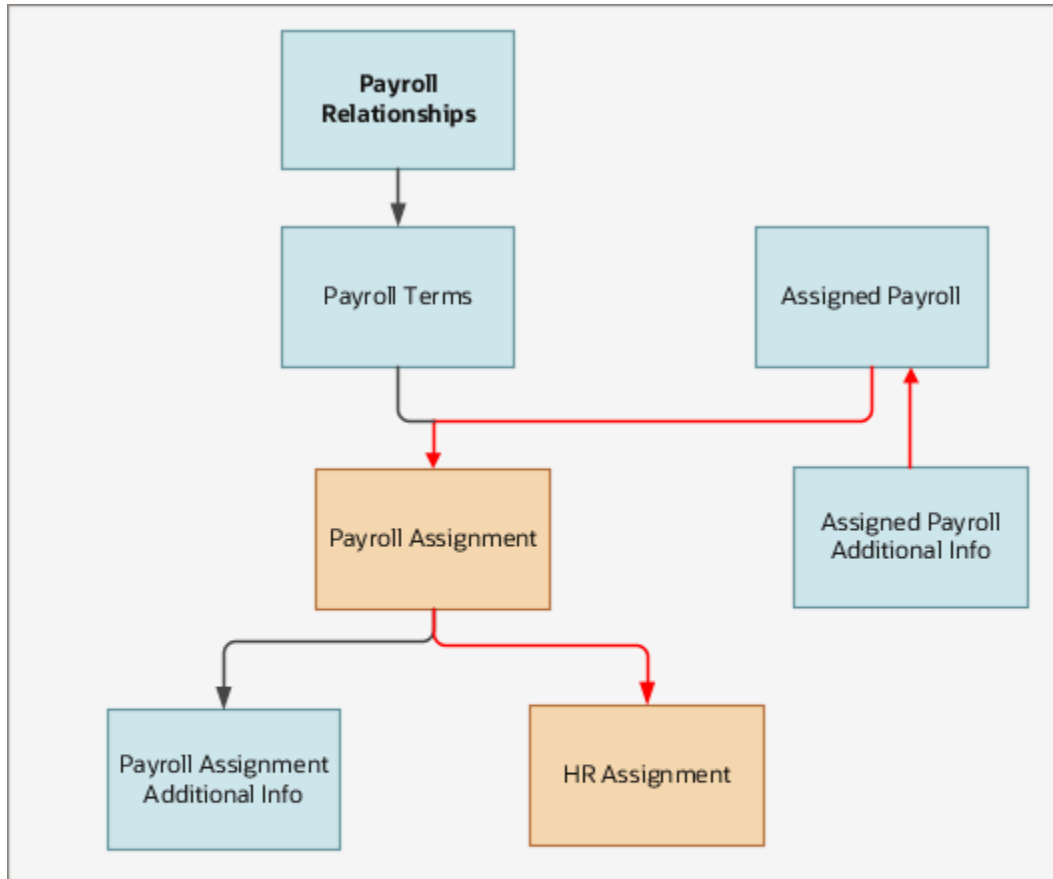 Payroll
Relationships
Payroll Terms
Assigned Payroll
Payroll Assignment
Assigned Payroll
Additional Info
Payroll Assignment
Additional Info
HR Assignment